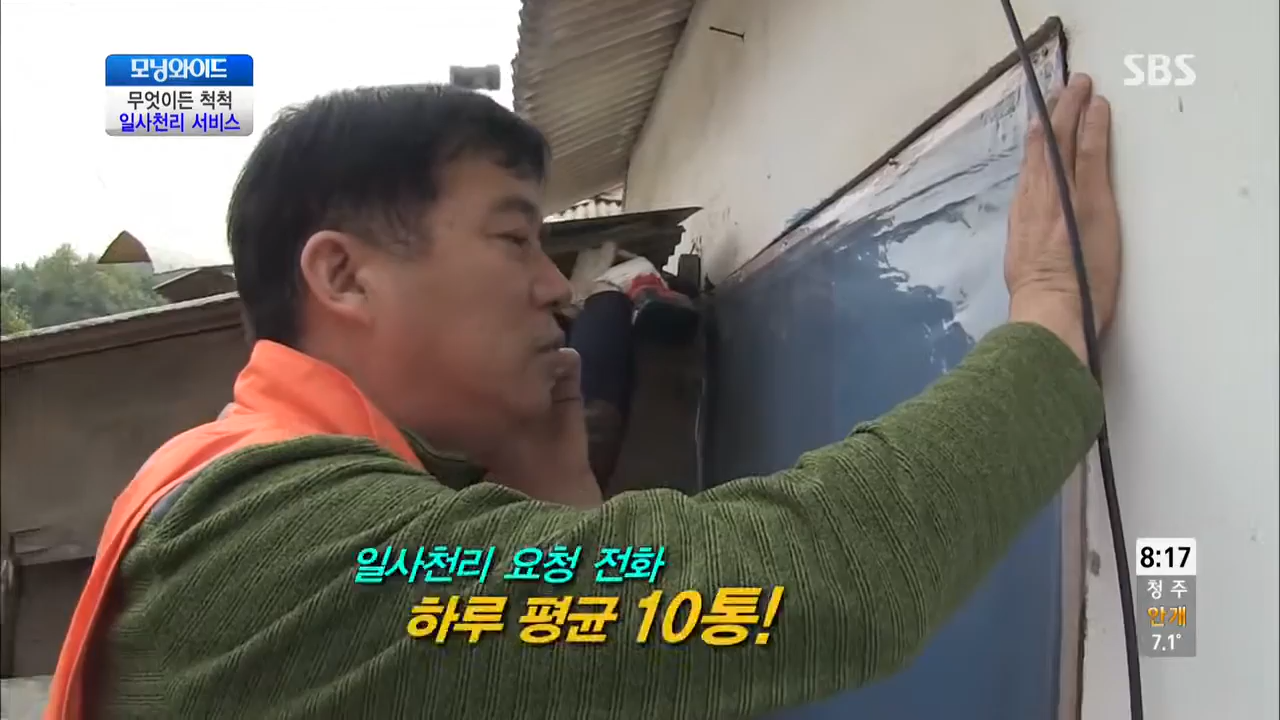 모닝와이드
무엇이든 척척
일사천리 서비스
SBS
일사천리 요청 전화
하루 평균 10통!
8:17
청주
안개
7.1°